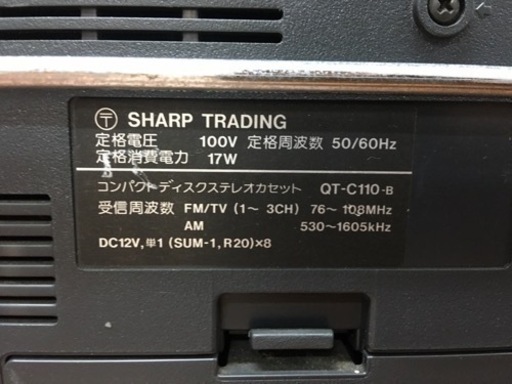 〒 SHARP TRADING
定格電圧 100V 定格周波数 50/60Hz
定格消費電力 17W
コンパクトディスクステレオカセット QT-C110-B
受信周波数 FM/TV (1〜3CH) 76〜108MHz
AM 530〜1605kHz
DC12V,単1 (SUM-1,R20)×8